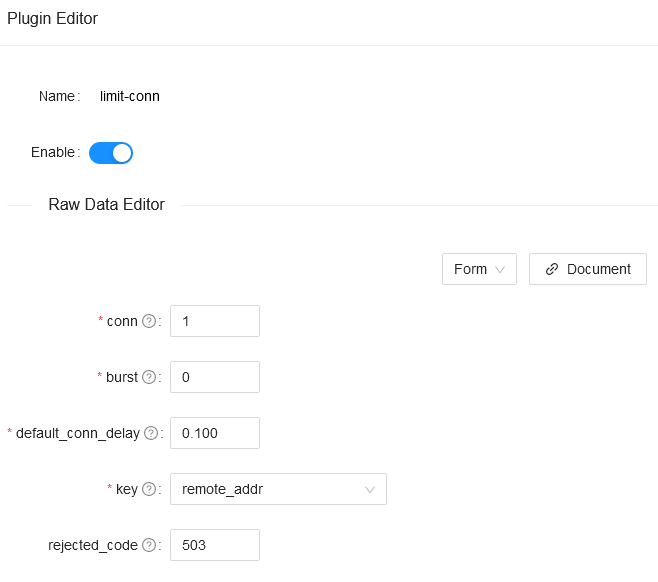 Plugin Editor
Name: limit-conn
Enable:
Raw Data Editor
Form Document
* conn ?: 1
* burst ?: 0
* default_conn_delay ?: 0.100
* key ?: remote_addr
rejected_code ?: 503